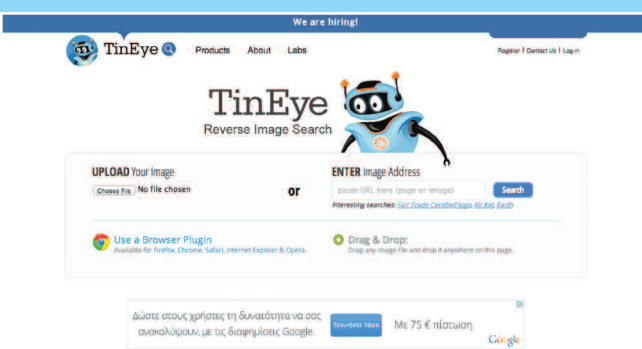 We are hiring!
TinEye Products About Labs Register | Contact Us | Log in
TinEye
Reverse Image Search
UPLOAD Your Image
Choose File No file chosen
or
ENTER Image Address
paste URL here (page or image) Search
Interesting searches: Fair Trade Certified logo, Kit Kat, Earth
Use a Browser Plugin
Available for Firefox, Chrome, Safari, Internet Explorer & Opera.
Drag & Drop:
Drag any image file and drop it anywhere on this page.
Δώστε στους χρήστες τη δυνατότητα να σας
ανακαλύψουν, με τις διαφημίσεις Google.
Ξεκινήστε τώρα
Με 75 € πίστωση.
Google